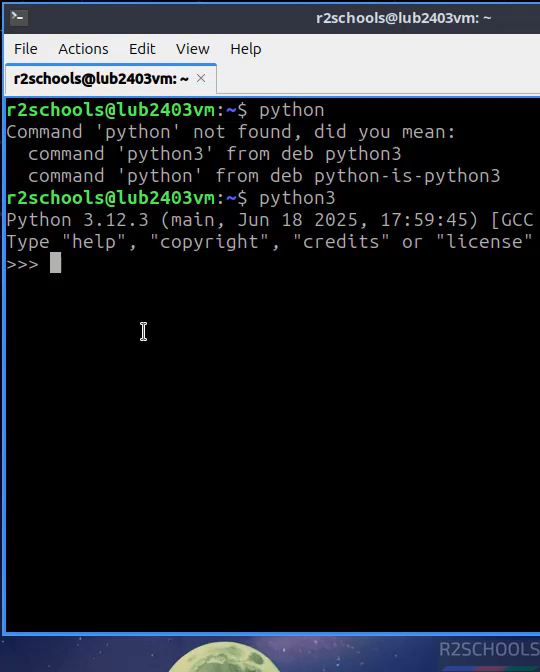 r2schools@lub2403vm: ~
File Actions Edit View Help
r2schools@lub2403vm: ~ ×
r2schools@lub2403vm:~$ python
Command 'python' not found, did you mean:
  command 'python3' from deb python3
  command 'python' from deb python-is-python3
r2schools@lub2403vm:~$ python3
Python 3.12.3 (main, Jun 18 2025, 17:59:45) [GCC
Type "help", "copyright", "credits" or "license"
>>>
R2SCHOOLS